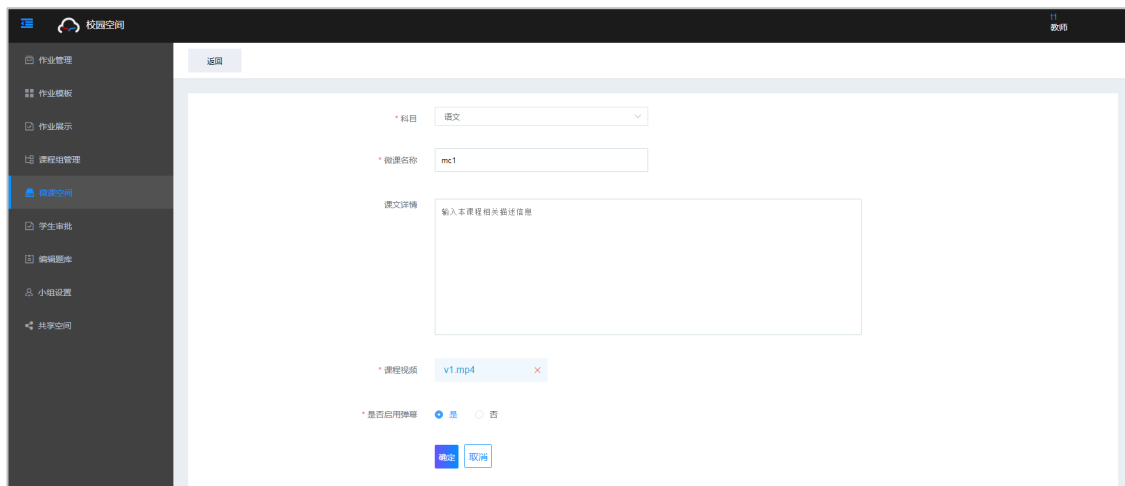 校园空间
11
教师
作业管理
作业模板
作业展示
课程组管理
微课空间
学生审批
编辑题库
小组设置
共享空间
返回
* 科目 语文
* 微课名称 mc1
课文详情 输入本课程相关描述信息
* 课程视频 v1.mp4 ×
* 是否启用弹幕 是 否
确定 取消